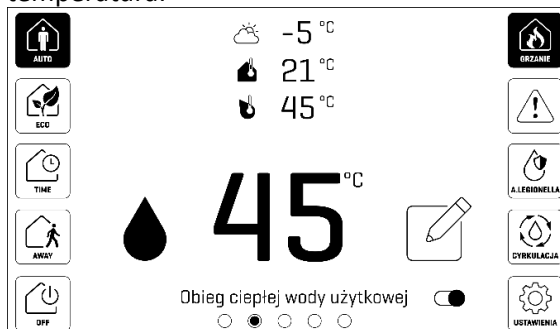 temperatura.
AUTO
ECO
TIME
AWAY
OFF
-5 °C
21 °C
45 °C
45 °C
Obieg ciepłej wody użytkowej
GRZANIE
A.LEGIONELLA
CYRKULACJA
USTAWIENIA